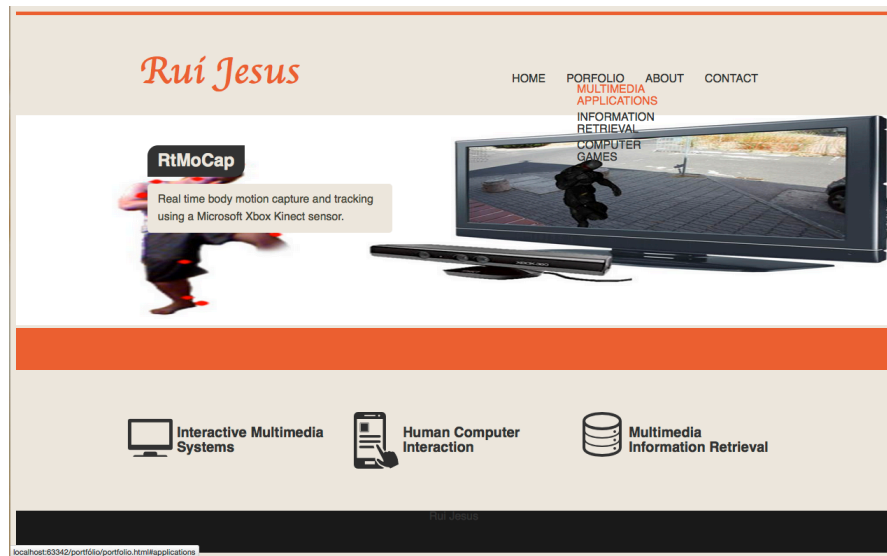 Rui Jesus
HOME PORFOLIO ABOUT CONTACT
MULTIMEDIA
APPLICATIONS
INFORMATION
RETRIEVAL
COMPUTER
GAMES
RtMoCap
Real time body motion capture and tracking
using a Microsoft Xbox Kinect sensor.
XBOX 360
Interactive Multimedia
Systems
Human Computer
Interaction
Multimedia
Information Retrieval
Rui Jesus
localhost:63342/portfólio/portfolio.html#applications